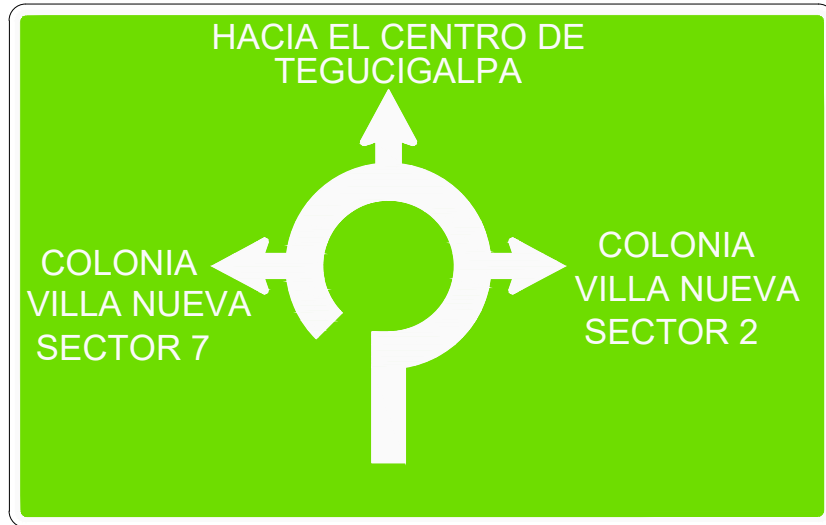 HACIA EL CENTRO DE
TEGUCIGALPA
COLONIA
VILLA NUEVA
SECTOR 7
COLONIA
VILLA NUEVA
SECTOR 2